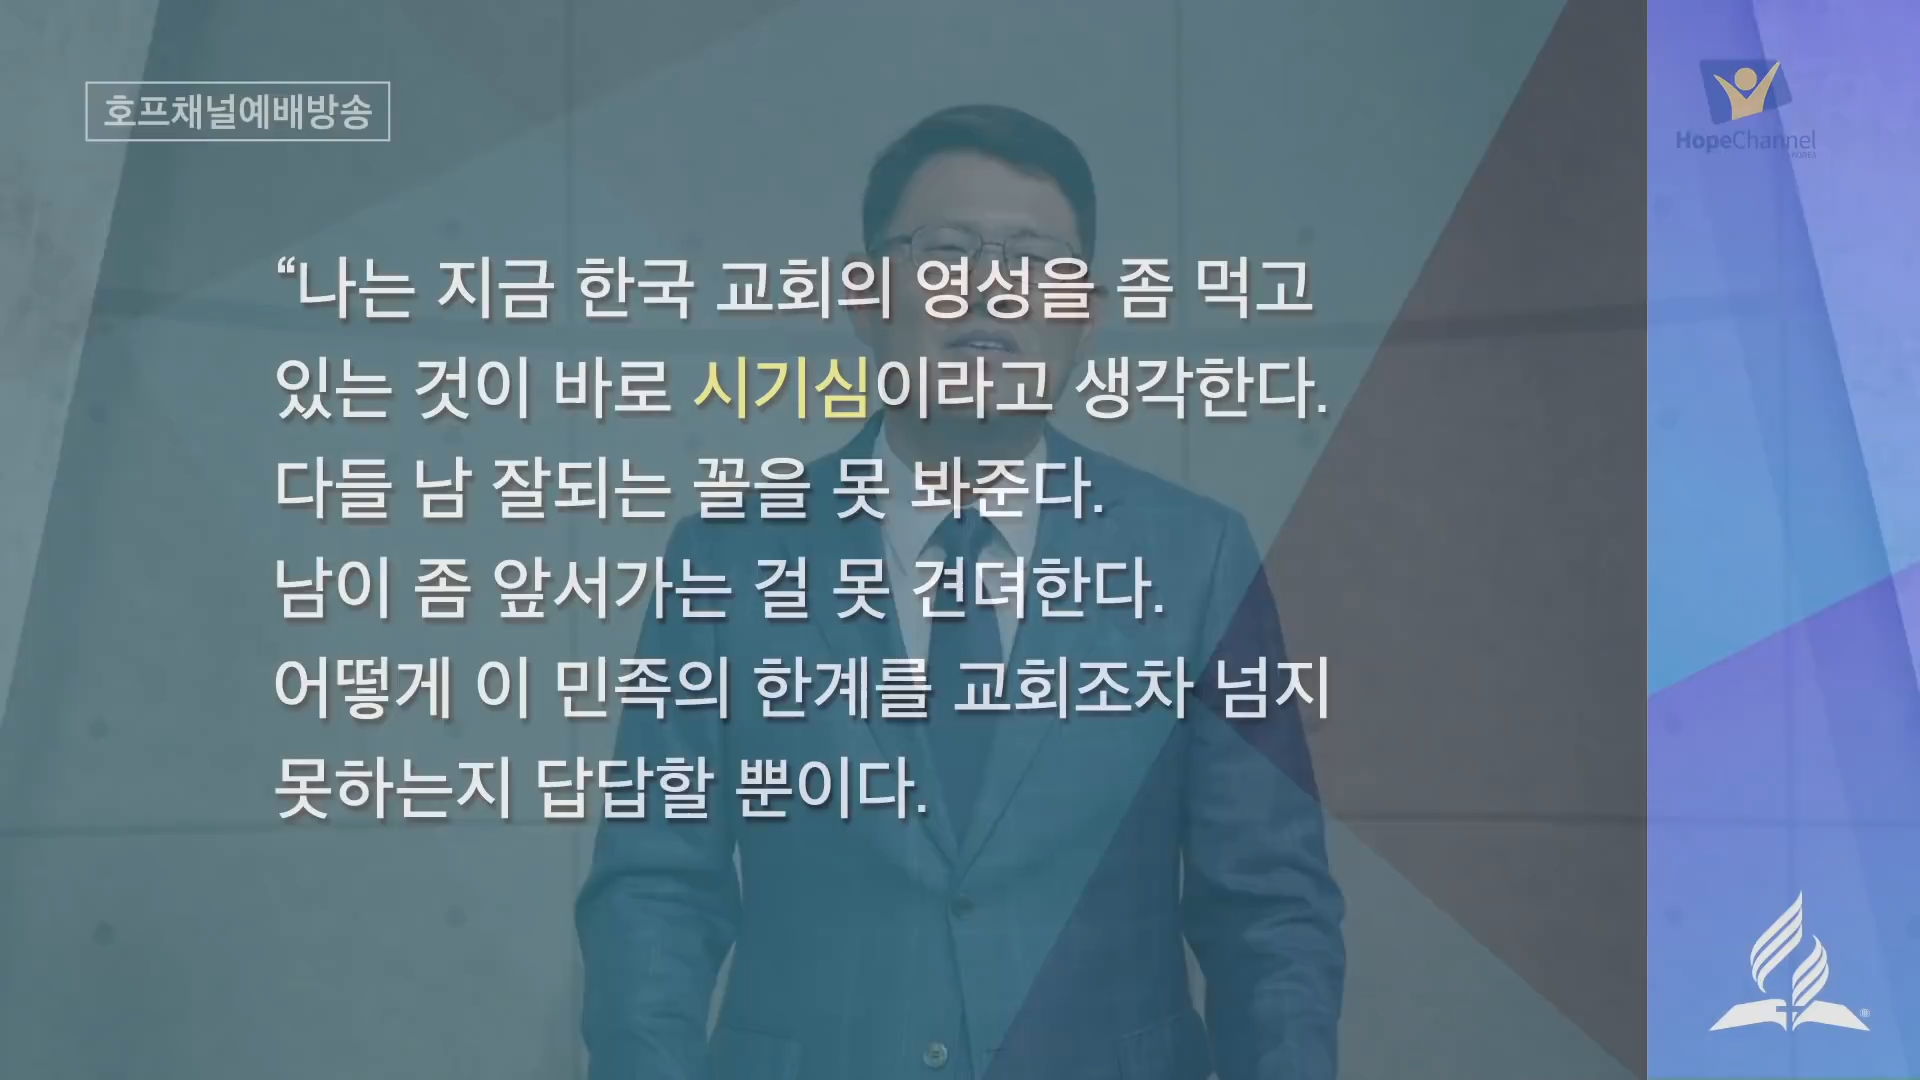 호프채널예배방송
HopeChannel
KOREA
“나는 지금 한국 교회의 영성을 좀 먹고
있는 것이 바로 시기심이라고 생각한다.
다들 남 잘되는 꼴을 못 봐준다.
남이 좀 앞서가는 걸 못 견뎌한다.
어떻게 이 민족의 한계를 교회조차 넘지
못하는지 답답할 뿐이다.